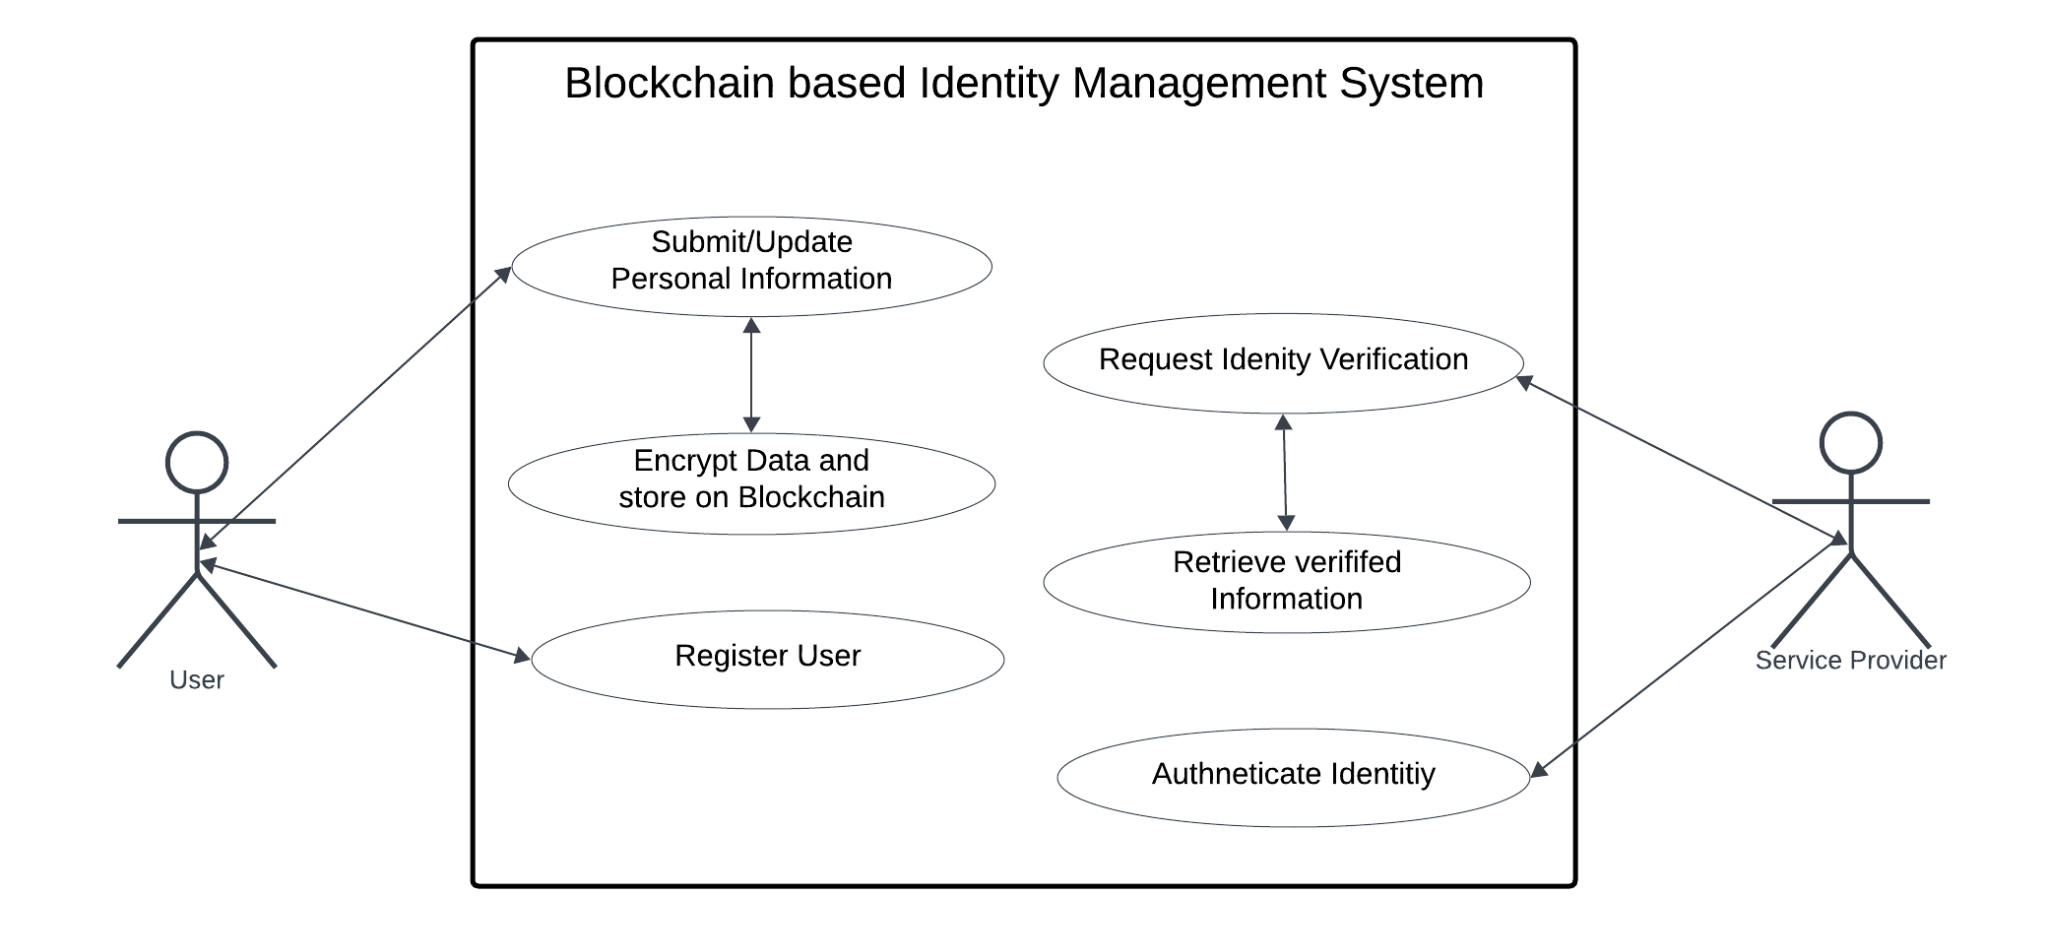 Blockchain based Identity Management System
Submit/Update
Personal Information
Request Idenity Verification
Encrypt Data and
store on Blockchain
Retrieve verififed
Information
Register User
User
Service Provider
Authneticate Identitiy